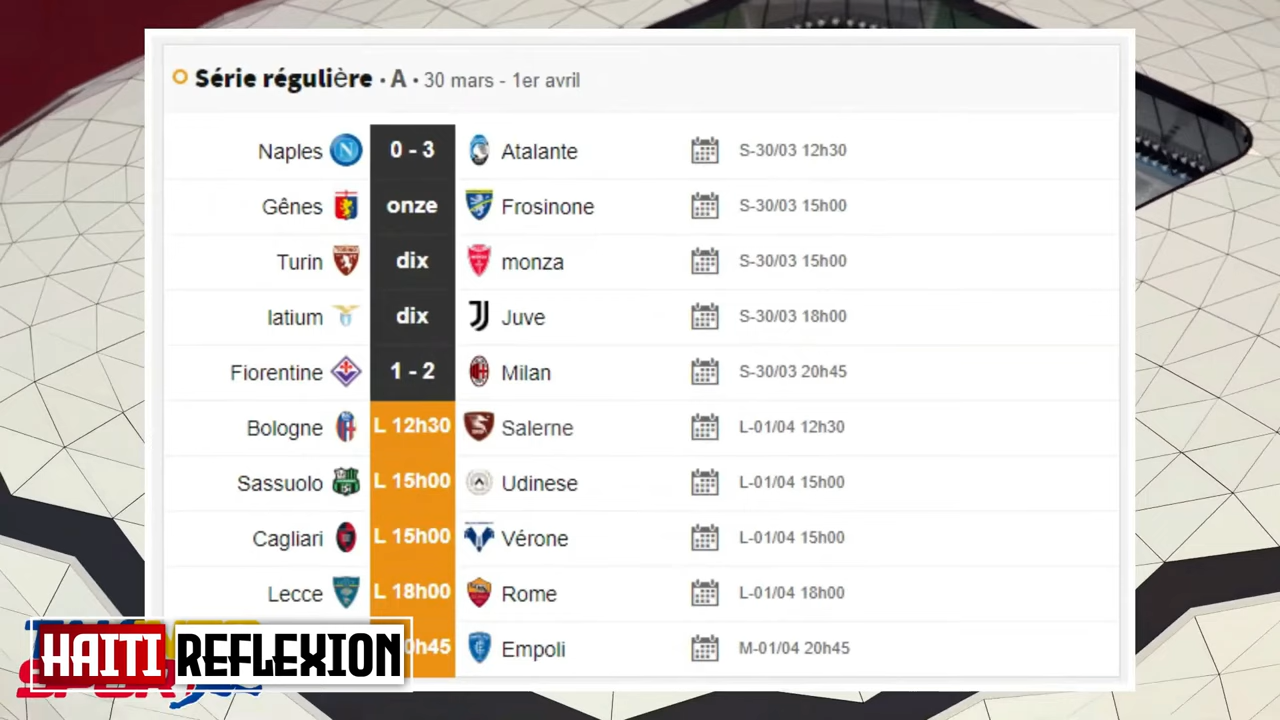 Série régulière · A · 30 mars - 1er avril
Naples 0 - 3 Atalante S-30/03 12h30
Gênes onze Frosinone S-30/03 15h00
Turin dix monza S-30/03 15h00
latium dix Juve S-30/03 18h00
Fiorentine 1 - 2 Milan S-30/03 20h45
Bologne L 12h30 Salerne L-01/04 12h30
Sassuolo L 15h00 Udinese L-01/04 15h00
Cagliari L 15h00 Vérone L-01/04 15h00
Lecce L 18h00 Rome L-01/04 18h00
0h45 Empoli M-01/04 20h45
HAITI REFLEXION